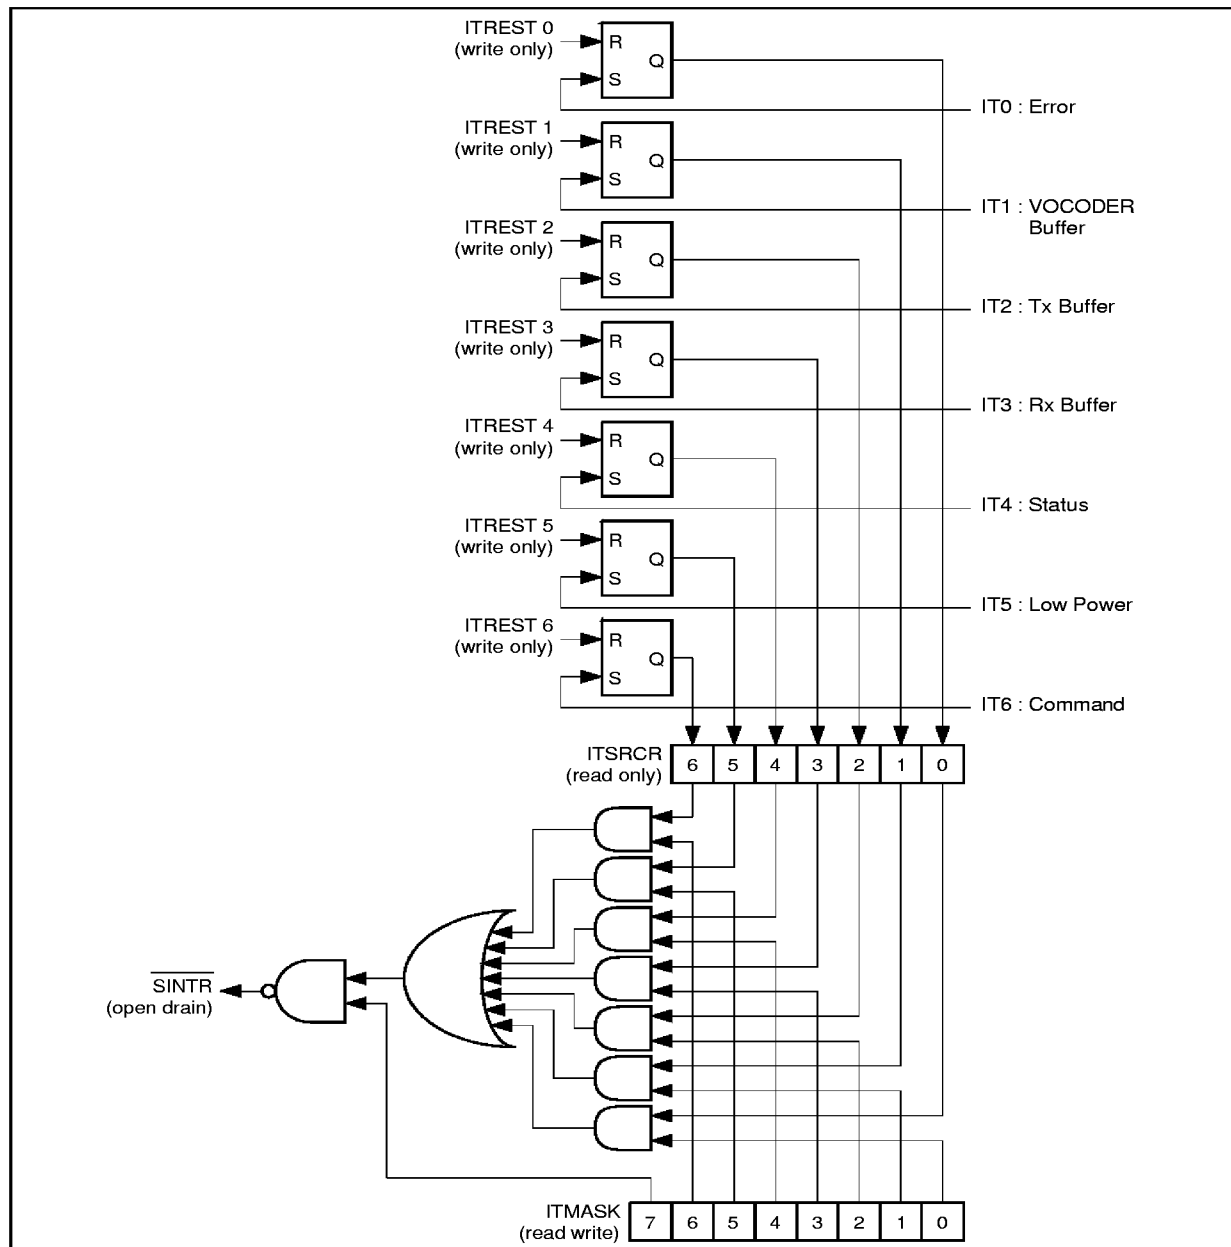 ITREST 0
(write only)
R
Q
S
IT0 : Error
ITREST 1
(write only)
R
Q
S
IT1 : VOCODER
Buffer
ITREST 2
(write only)
R
Q
S
IT2 : Tx Buffer
ITREST 3
(write only)
R
Q
S
IT3 : Rx Buffer
ITREST 4
(write only)
R
Q
S
IT4 : Status
ITREST 5
(write only)
R
Q
S
IT5 : Low Power
ITREST 6
(write only)
R
Q
S
IT6 : Command
ITSRCR
(read only)
6 5 4 3 2 1 0
SINTR
(open drain)
ITMASK
(read write)
7 6 5 4 3 2 1 0